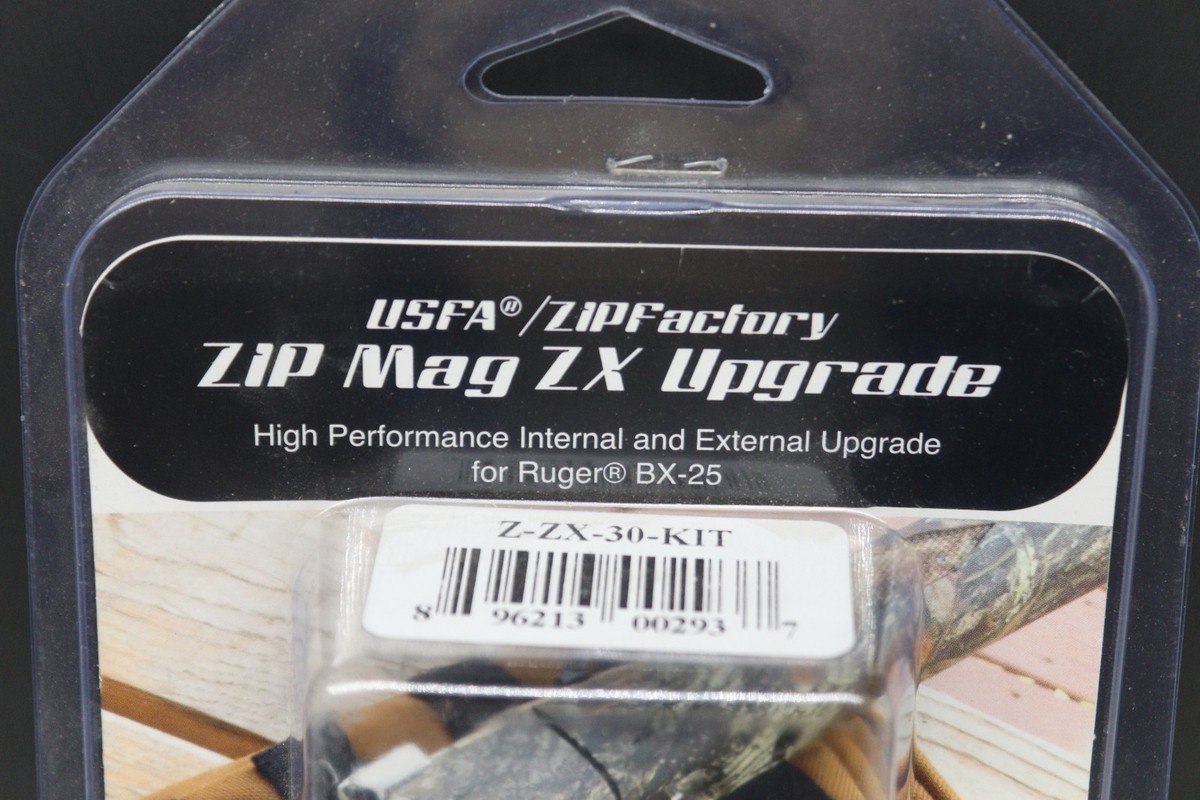 USFA®/ZiPFactory
ZiP Mag ZX Upgrade
High Performance Internal and External Upgrade
for Ruger® BX-25
Z-ZX-30-KIT
8 96213 00293 7